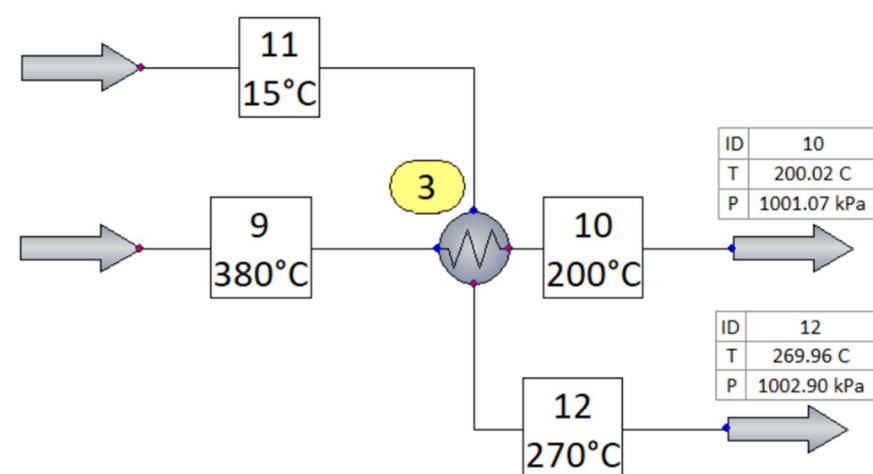 11
15°C
3
9
380°C
10
200°C
ID 10
T 200.02 C
P 1001.07 kPa
12
270°C
ID 12
T 269.96 C
P 1002.90 kPa